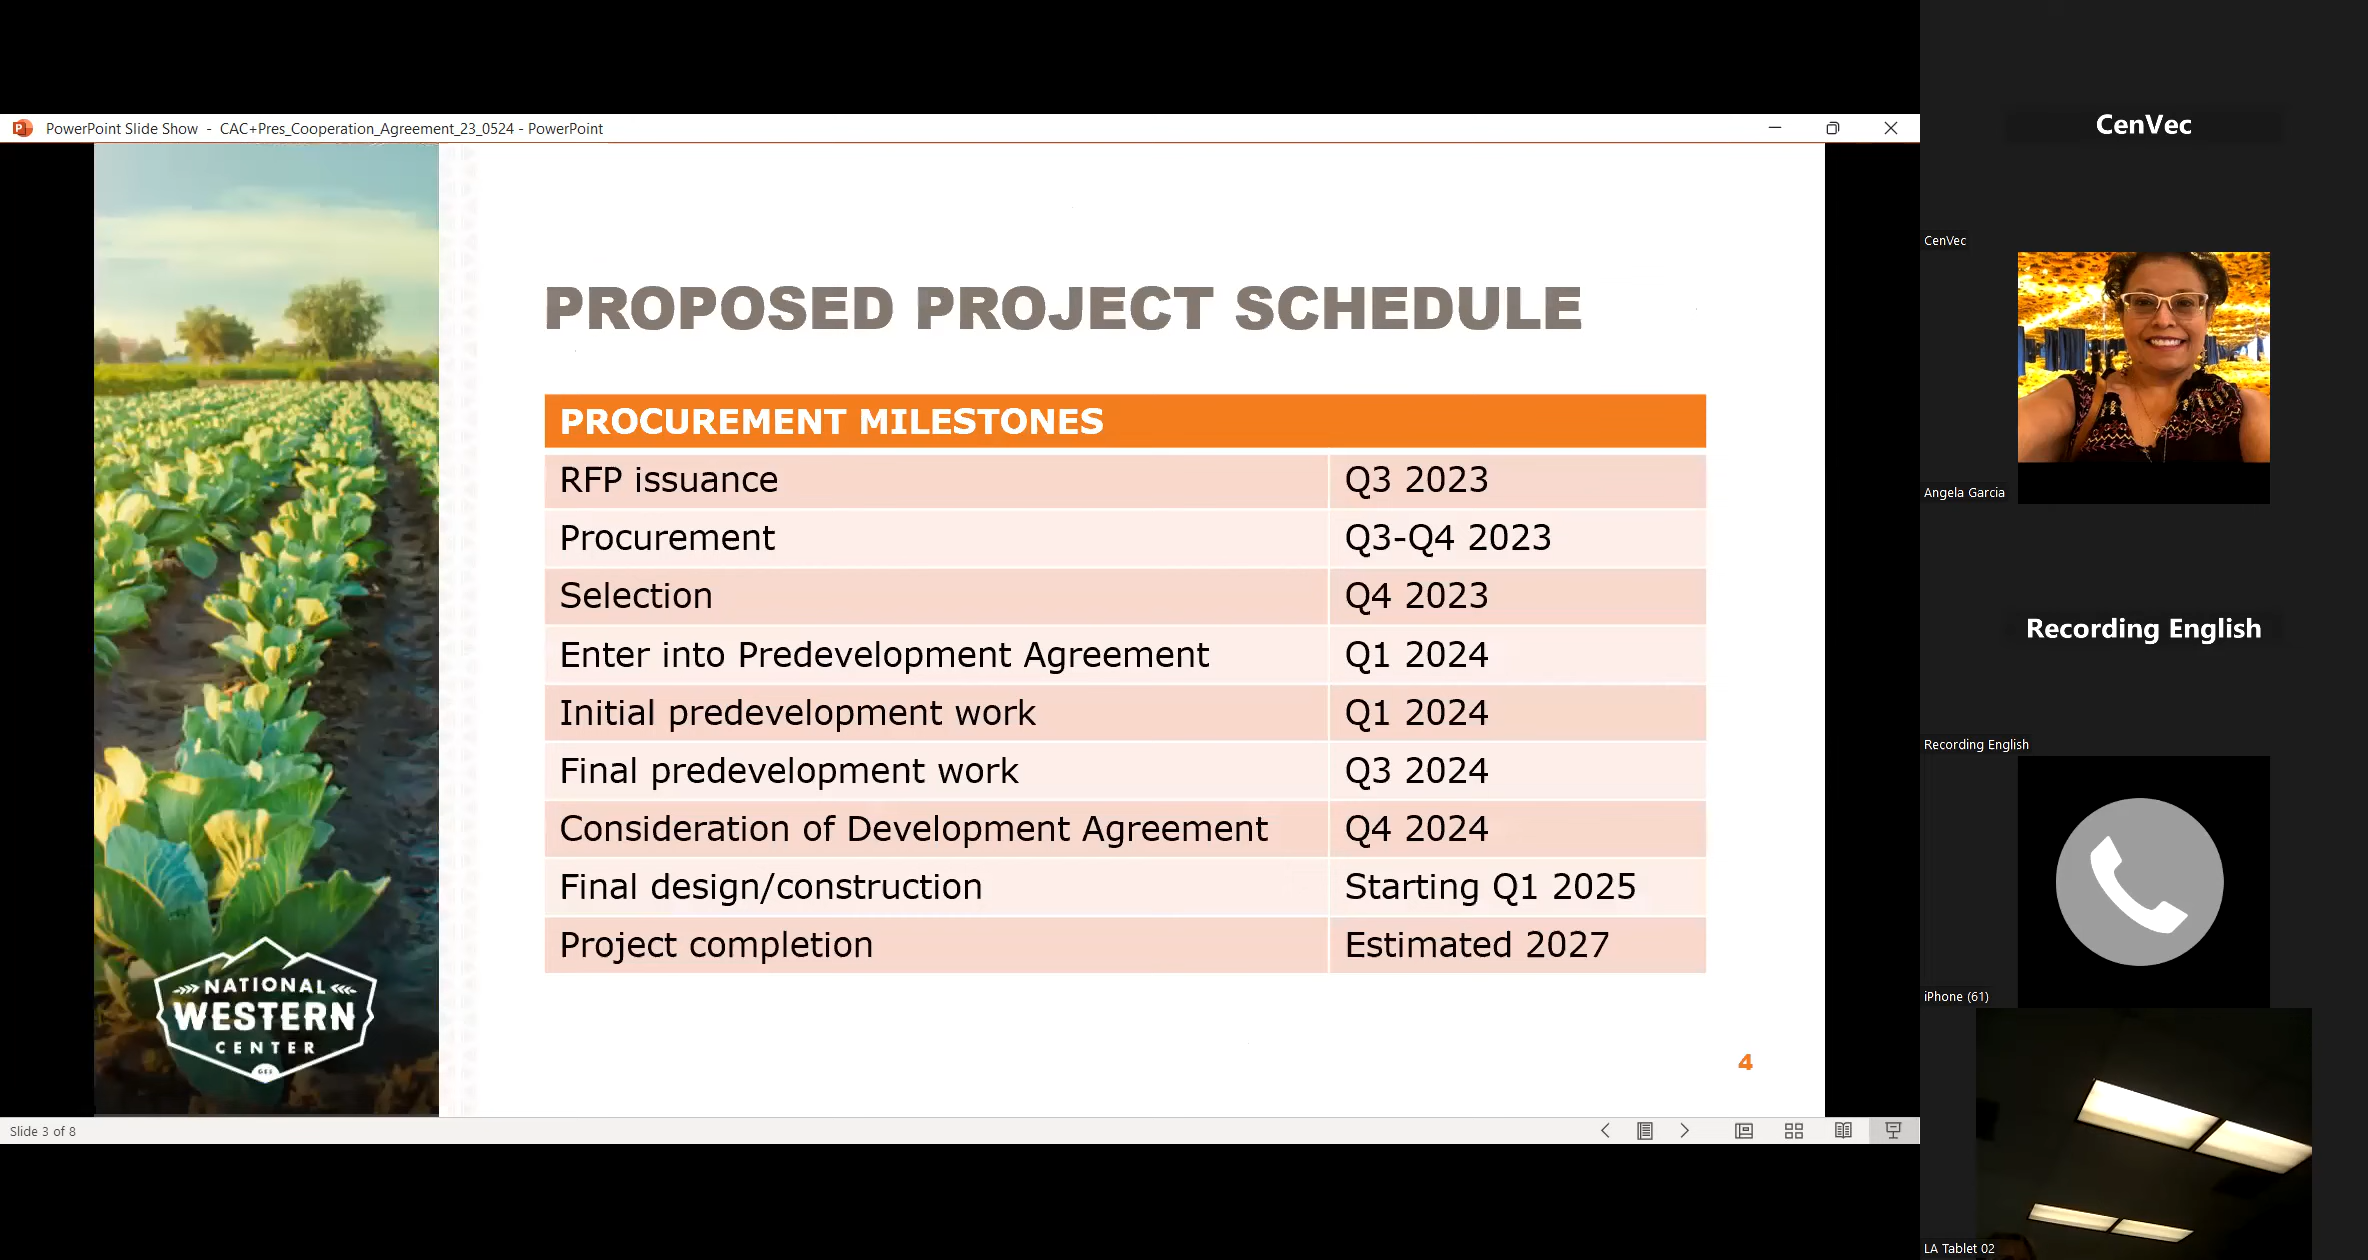 PowerPoint Slide Show - CAC+Pres_Cooperation_Agreement_23_0524 - PowerPoint
PROPOSED PROJECT SCHEDULE
PROCUREMENT MILESTONES
RFP issuance Q3 2023
Procurement Q3-Q4 2023
Selection Q4 2023
Enter into Predevelopment Agreement Q1 2024
Initial predevelopment work Q1 2024
Final predevelopment work Q3 2024
Consideration of Development Agreement Q4 2024
Final design/construction Starting Q1 2025
Project completion Estimated 2027
NATIONAL
WESTERN
CENTER
GES
4
Slide 3 of 8
CenVec
CenVec
Angela Garcia
Recording English
Recording English
iPhone (61)
LA Tablet 02